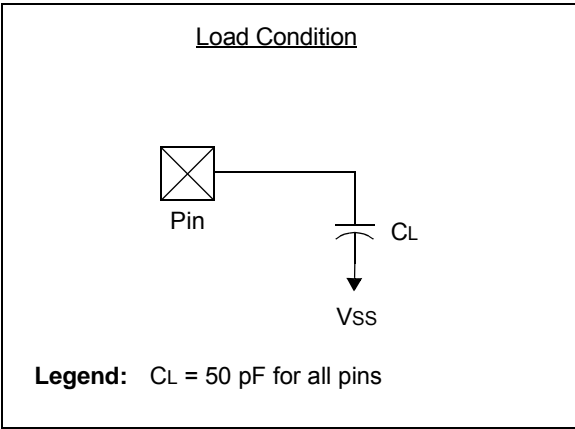 Load Condition
Pin
CL
VSS
Legend: CL = 50 pF for all pins